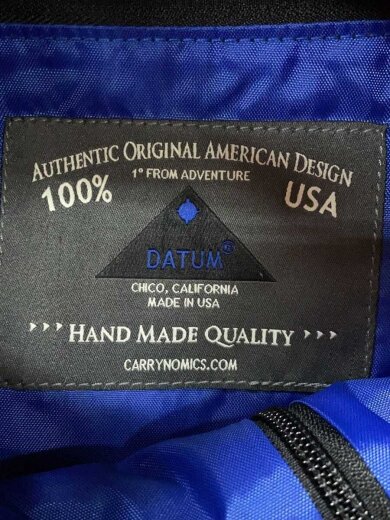 AUTHENTIC ORIGINAL AMERICAN DESIGN
100% 1° FROM ADVENTURE USA
DATUM®
CHICO, CALIFORNIA
MADE IN USA
››› HAND MADE QUALITY ›››
CARRYNOMICS.COM